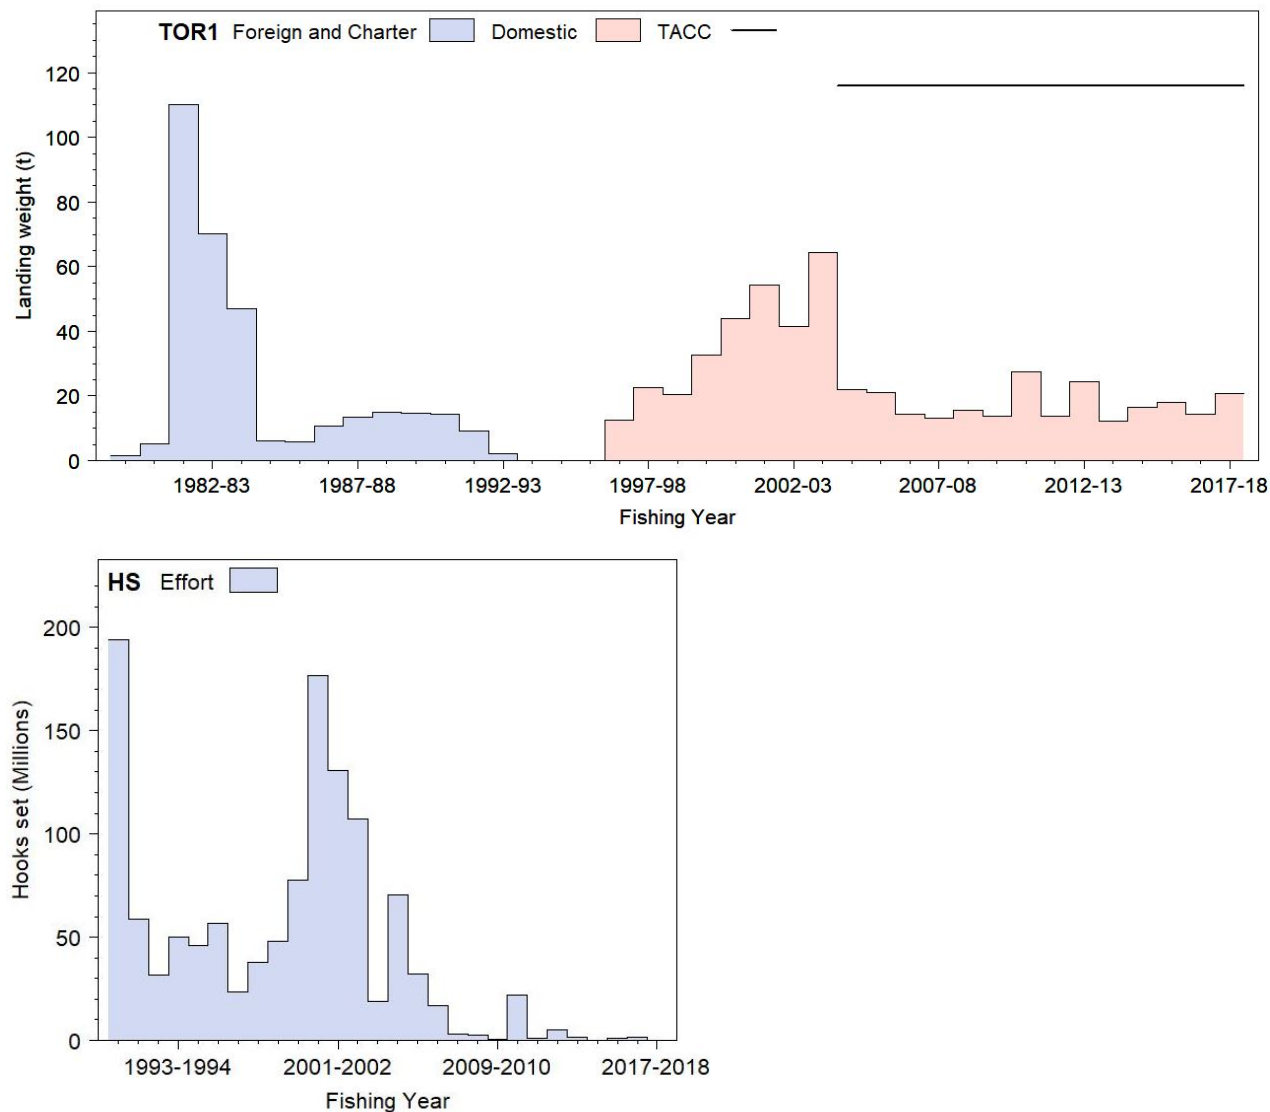 TOR1 Foreign and Charter Domestic TACC
120
100
80
60
40
20
0
Landing weight (t)
1982-83 1987-88 1992-93 1997-98 2002-03 2007-08 2012-13 2017-18
Fishing Year
HS Effort
200
150
100
50
0
Hooks set (Millions)
1993-1994 2001-2002 2009-2010 2017-2018
Fishing Year